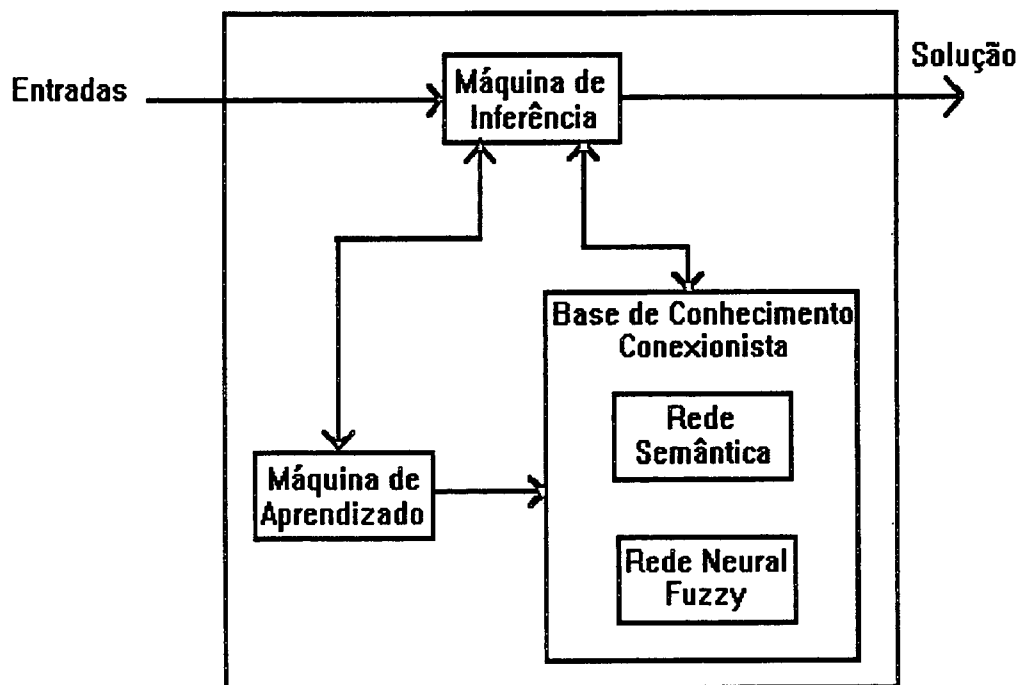 Entradas
Máquina de
Inferência
Solução
Base de Conhecimento
Conexionista
Rede
Semântica
Máquina de
Aprendizado
Rede Neural
Fuzzy